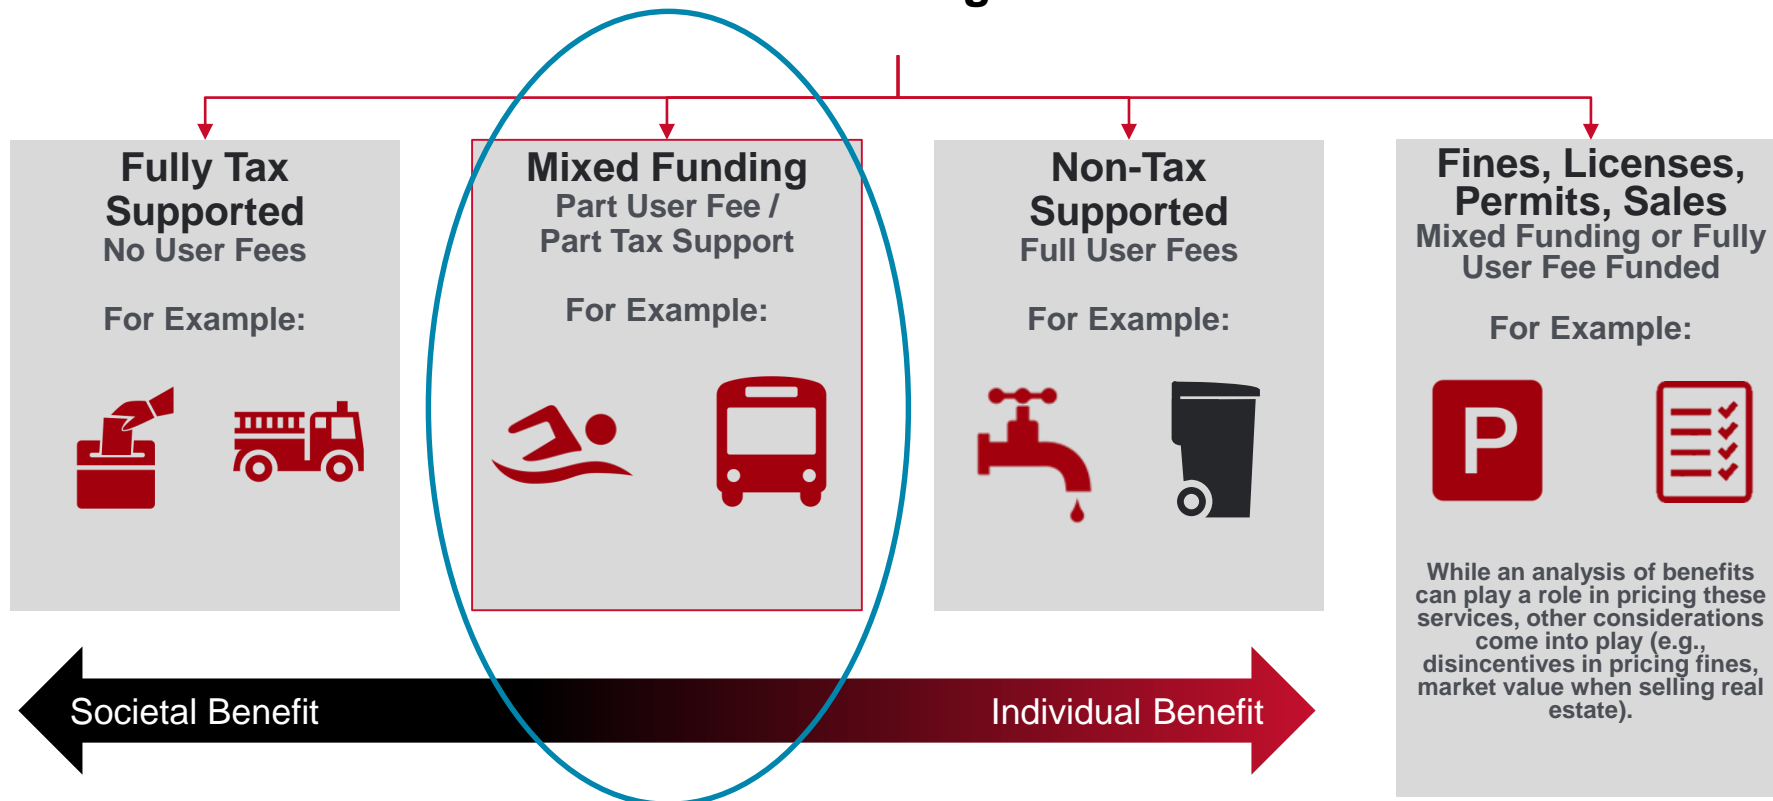 Fully Tax
Supported
No User Fees
For Example:
Mixed Funding
Part User Fee /
Part Tax Support
For Example:
Non-Tax
Supported
Full User Fees
For Example:
Fines, Licenses,
Permits, Sales
Mixed Funding or Fully
User Fee Funded
For Example:
P
While an analysis of benefits
can play a role in pricing these
services, other considerations
come into play (e.g.,
disincentives in pricing fines,
market value when selling real
estate).
Societal Benefit
Individual Benefit